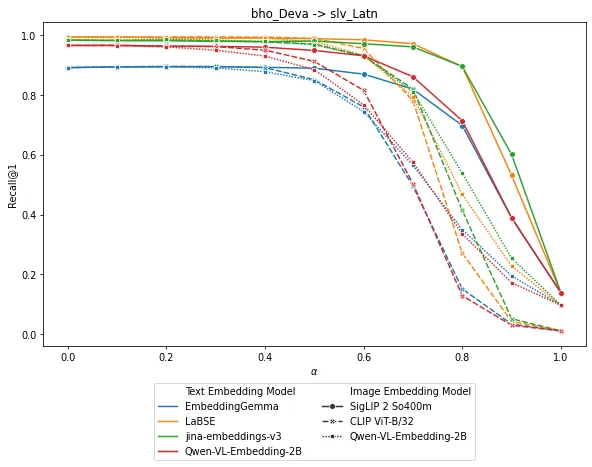 bho_Deva -> slv_Latn
Recall@1
1.0
0.8
0.6
0.4
0.2
0.0
0.0 0.2 0.4 0.6 0.8 1.0
α
Text Embedding Model
EmbeddingGemma
LaBSE
jina-embeddings-v3
Qwen-VL-Embedding-2B
Image Embedding Model
SigLIP 2 So400m
CLIP ViT-B/32
Qwen-VL-Embedding-2B